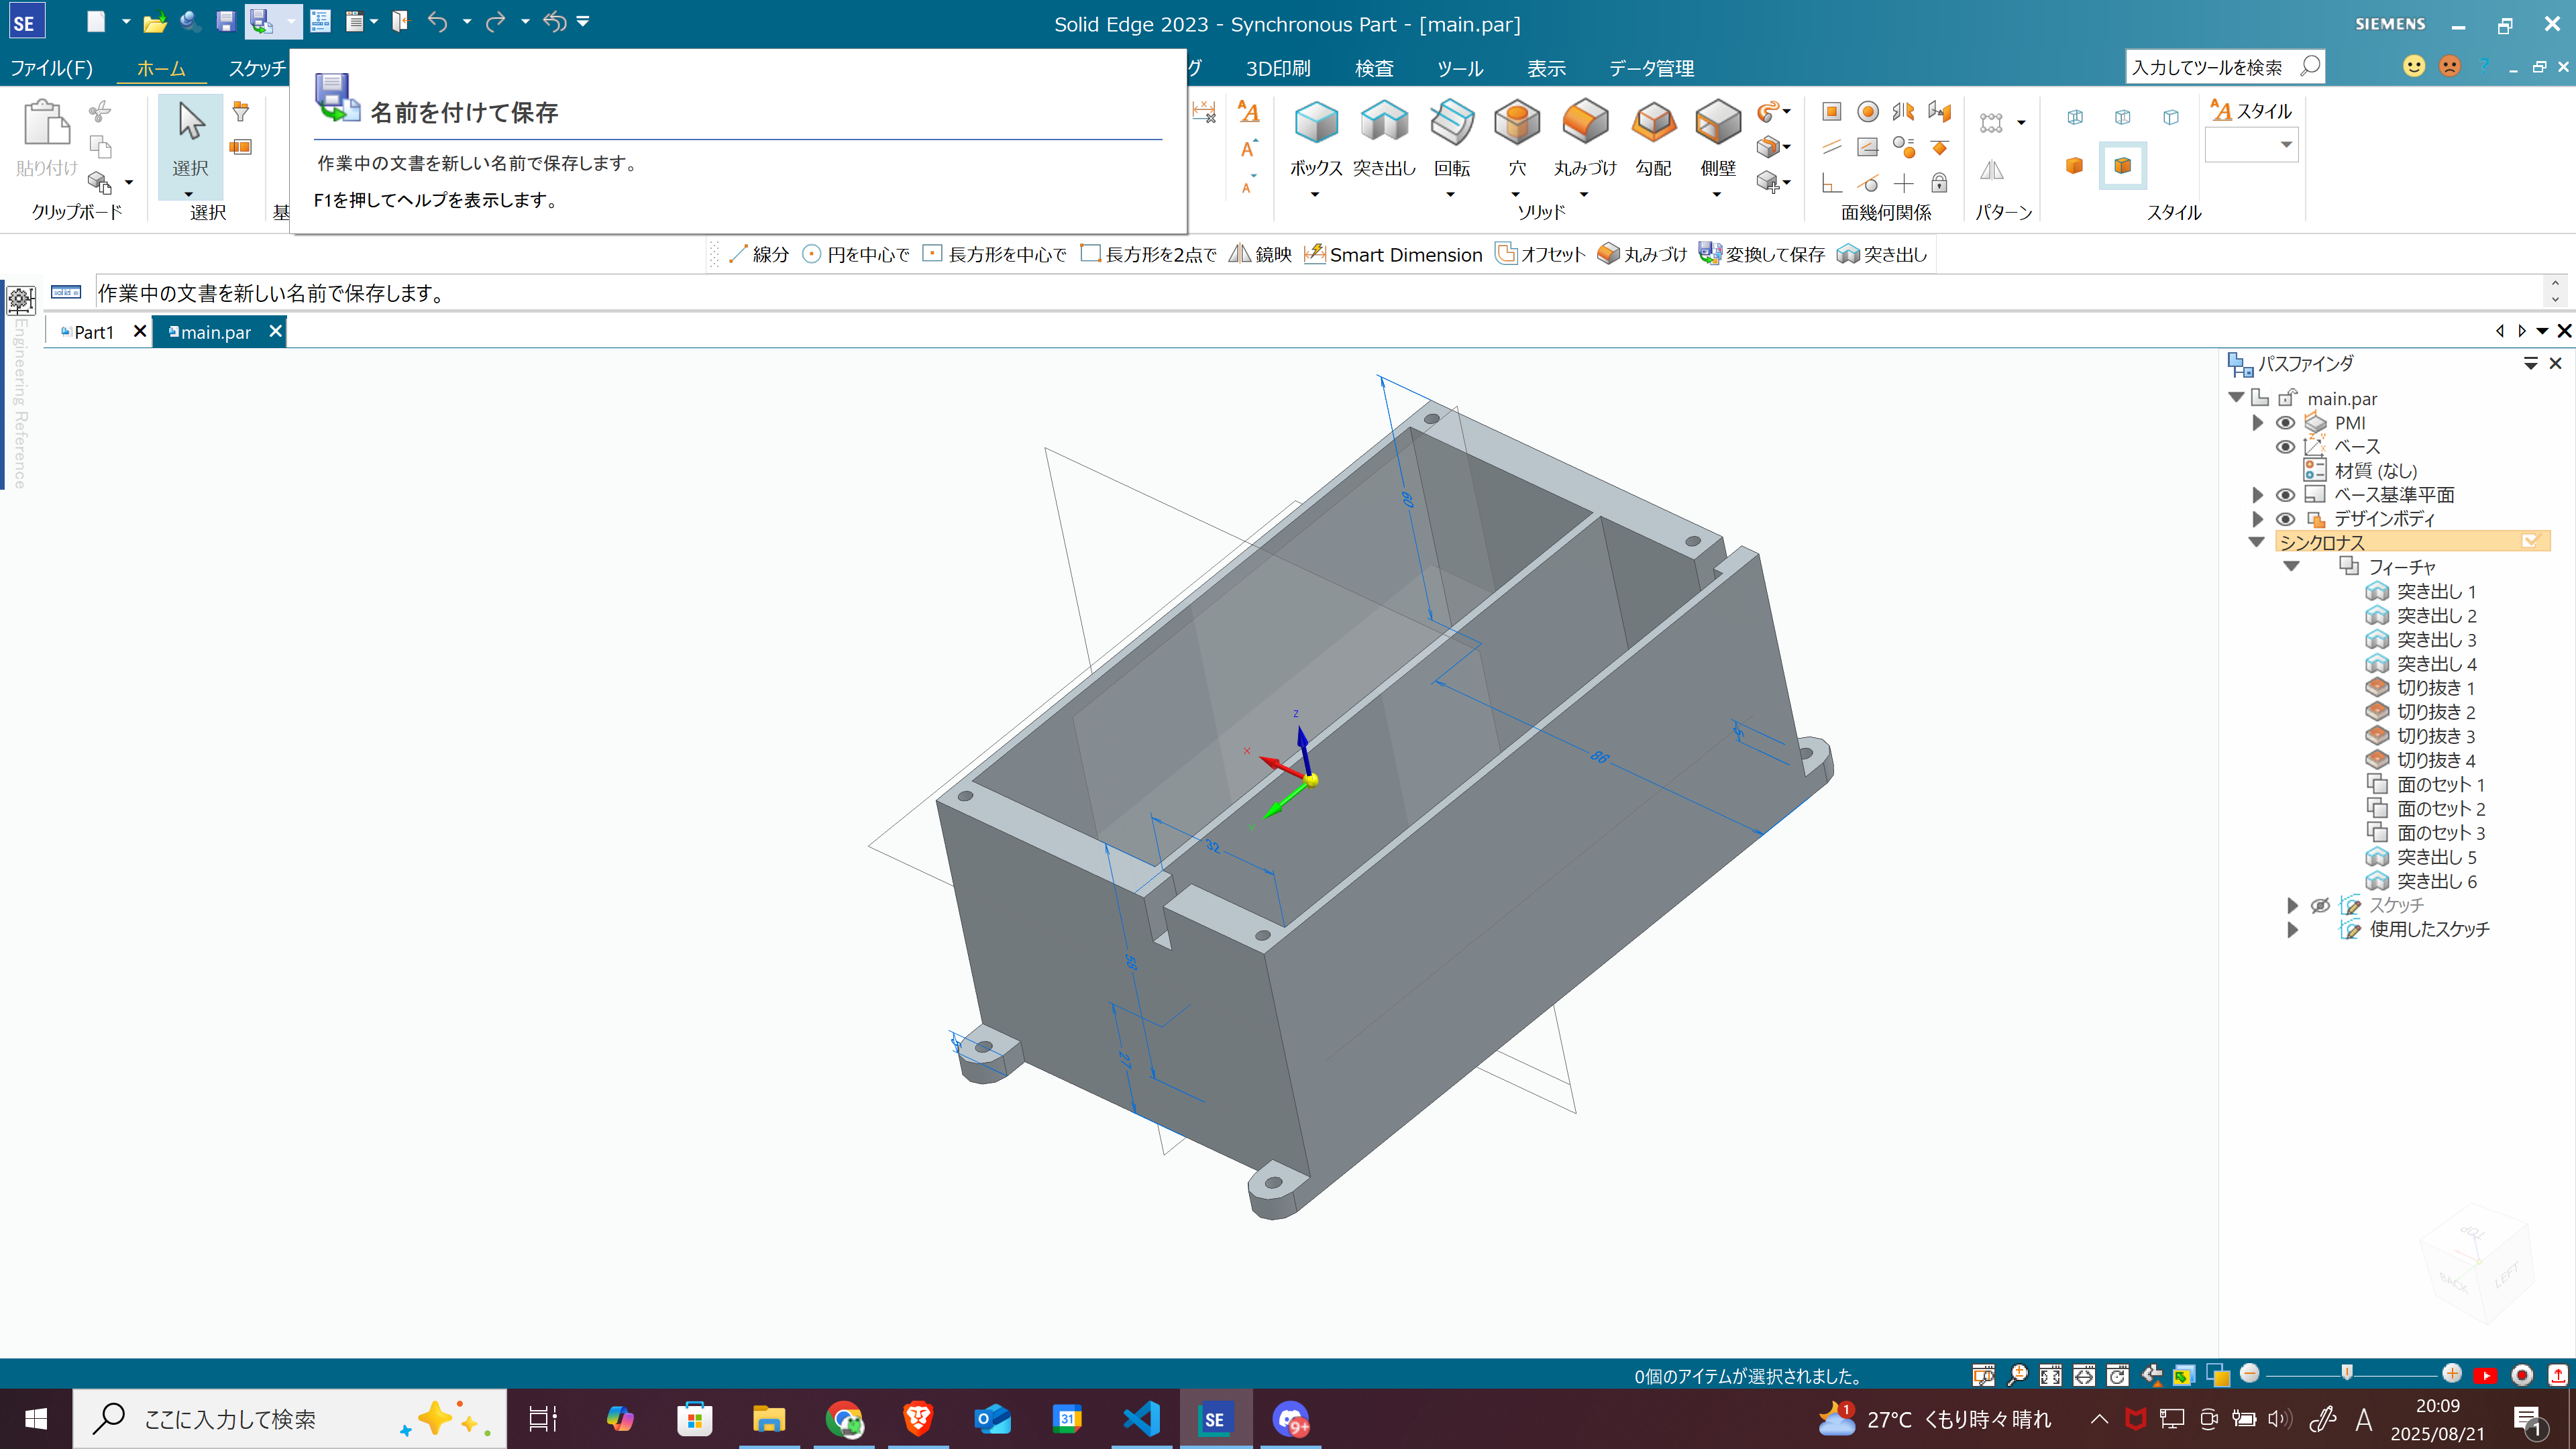 SE
Solid Edge 2023 - Synchronous Part - [main.par]
SIEMENS
ファイル(F)
ホーム
スケッチ
グ
3D印刷
検査
ツール
表示
データ管理
入力してツールを検索
名前を付けて保存
作業中の文書を新しい名前で保存します。
F1を押してヘルプを表示します。
貼り付け
選択
ボックス
突き出し
回転
穴
丸みづけ
勾配
側壁
スタイル
クリップボード
選択
基
ソリッド
面幾何関係
パターン
スタイル
線分
円を中心で
長方形を中心で
長方形を2点で
鏡映
Smart Dimension
オフセット
丸みづけ
変換して保存
突き出し
作業中の文書を新しい名前で保存します。
Engineering Reference
Part1
main.par
パスファインダ
main.par
PMI
ベース
材質 (なし)
ベース基準平面
デザインボディ
シンクロナス
フィーチャ
突き出し 1
突き出し 2
突き出し 3
突き出し 4
切り抜き 1
切り抜き 2
切り抜き 3
切り抜き 4
面のセット 1
面のセット 2
面のセット 3
突き出し 5
突き出し 6
スケッチ
使用したスケッチ
60
86
5
32
58
27
5
Z
X
Y
TOP
BACK
LEFT
0個のアイテムが選択されました。
ここに入力して検索
31
SE
9+
1
27°C くもり時々晴れ
A
20:09
2025/08/21
1